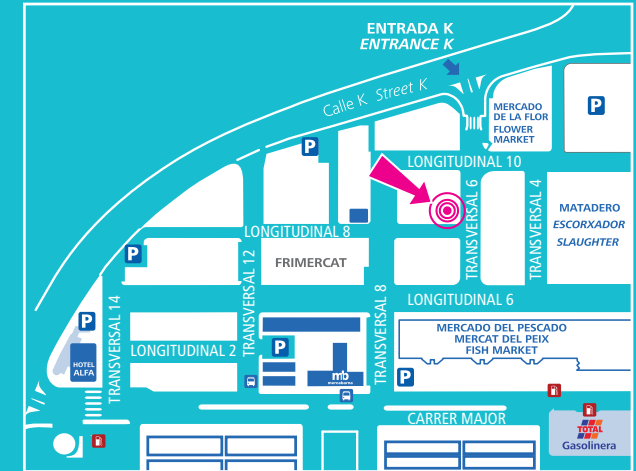 ENTRADA K
ENTRANCE K
Calle K Street K
MERCADO
DE LA FLOR
FLOWER
MARKET
P
P
LONGITUDINAL 10
TRANSVERSAL 6
TRANSVERSAL 4
MATADERO
ESCORXADOR
SLAUGHTER
LONGITUDINAL 8
P
FRIMERCAT
TRANSVERSAL 12
TRANSVERSAL 8
TRANSVERSAL 14
LONGITUDINAL 6
P
MERCADO DEL PESCADO
MERCAT DEL PEIX
FISH MARKET
LONGITUDINAL 2
P
HOTEL
ALFA
mb
mercabarna
P
CARRER MAJOR
TOTAL
Gasolinera